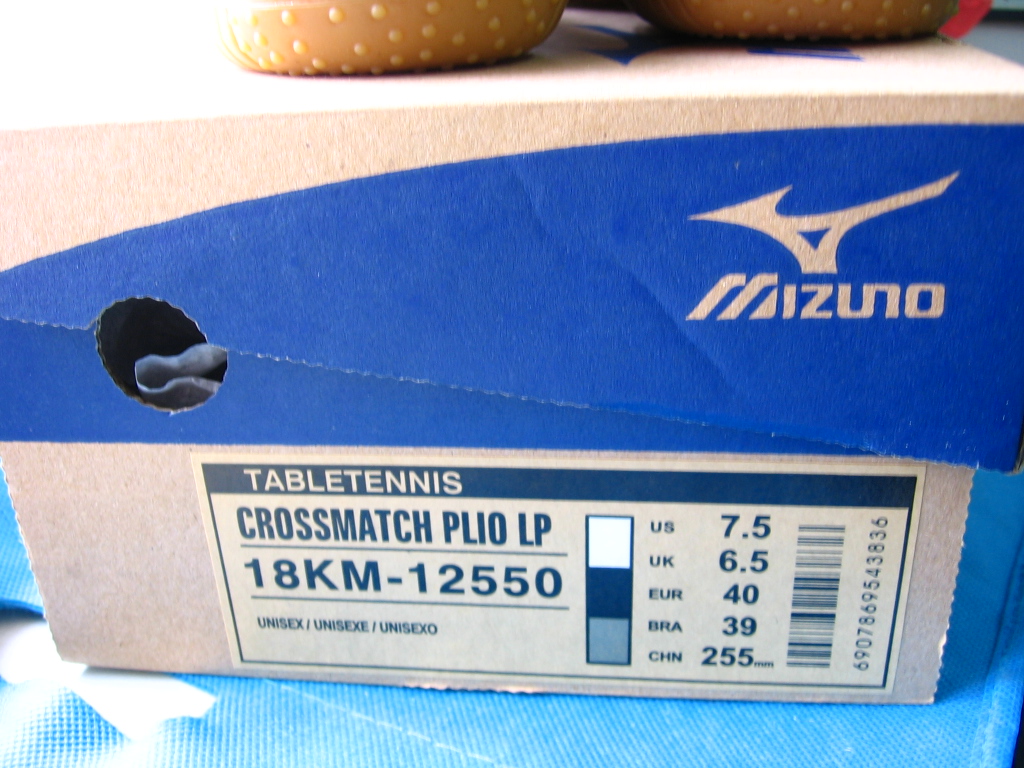 MIZUNO
TABLETENNIS
CROSSMATCH PLIO LP
18KM-12550
UNISEX / UNISEXE / UNISEXO
US 7.5
UK 6.5
EUR 40
BRA 39
CHN 255mm
6907869543836